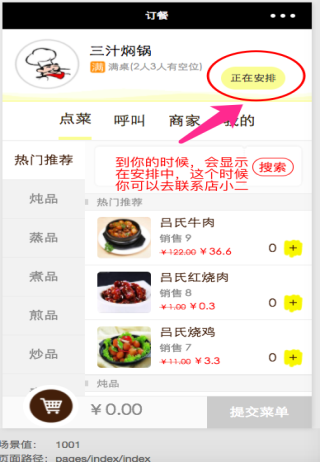 订餐
三汁焖锅
满 满桌(2人3人有空位)
正在安排
点菜 呼叫 商家 我的
热门推荐
到你的时候，会显示
在安排中，这个时候
你可以去联系店小二
搜索
炖品
蒸品
煮品
煎品
炒品
热门推荐
吕氏牛肉
销售 9
￥122.00 ￥36.6
0 +
吕氏红烧肉
销售 8
￥1.00 ￥0.3
0 +
吕氏烧鸡
销售 7
￥11.00 ￥3.3
0 +
炖品
￥0.00
提交菜单
场景值： 1001
页面路径： pages/index/index